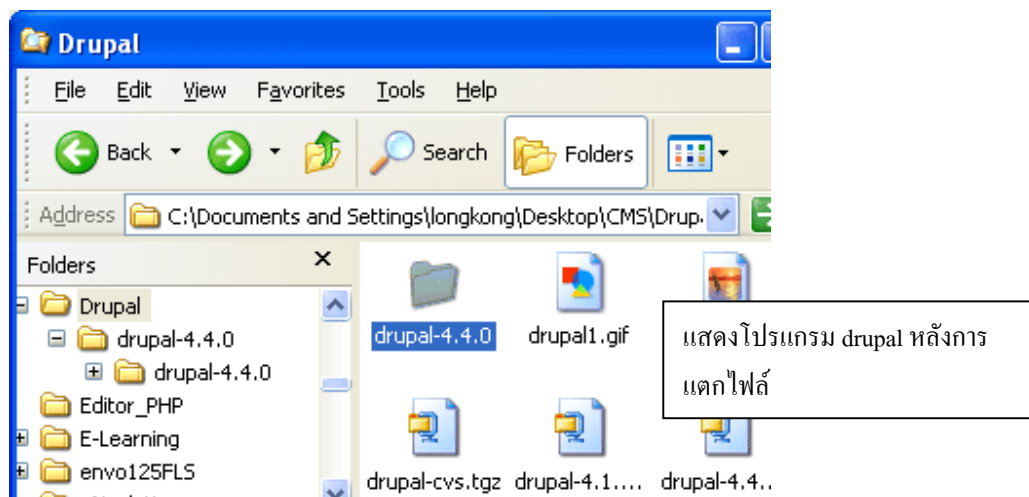 Drupal
File Edit View Favorites Tools Help
Back Search Folders
Address C:\Documents and Settings\longkong\Desktop\CMS\Drup
Folders
Drupal
drupal-4.4.0
drupal-4.4.0
Editor_PHP
E-Learning
envo125FLS
drupal-4.4.0 drupal1.gif
แสดงโปรแกรม drupal หลังการ
แตกไฟล์
drupal-cvs.tgz drupal-4.1.... drupal-4.4..